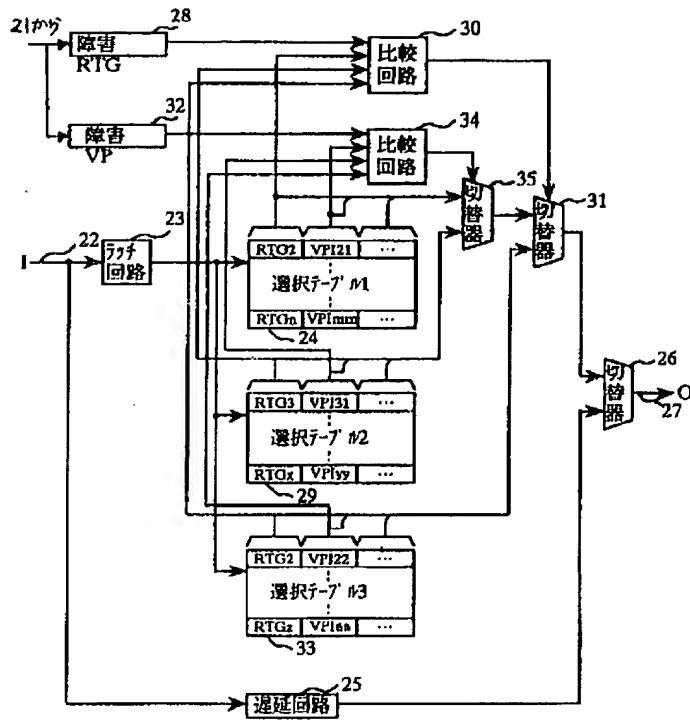 21から
28
障害
RTG
30
比較
回路
32
障害
VP
34
比較
回路
35
切替器
31
切替器
I
22
23
ラッチ
回路
RTG2 VPI21 ...
選択テーブル1
RTGn VPImm ...
24
26
切替器
27
O
RTG3 VPI31 ...
選択テーブル2
RTGx VPIyy ...
29
RTG2 VPI22 ...
選択テーブル3
RTGz ...
33
25
遅延回路